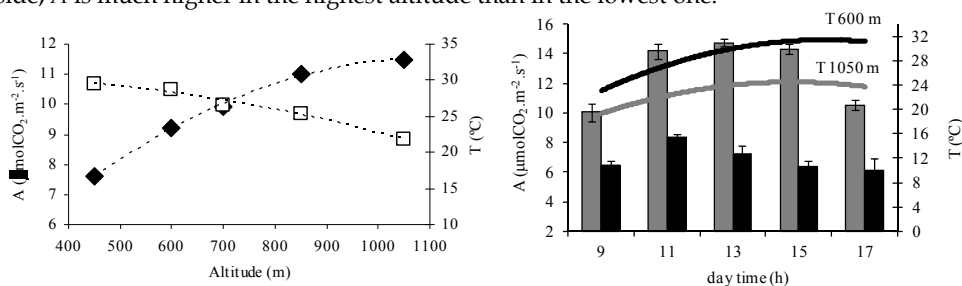 side, A is much higher in the highest altitude than in the lowest one.
12
11
10
9
8
7
6
A (µmolCO2.m-2.s-1)
35
30
25
20
15
10
T (ºC)
400 500 600 700 800 900 1000 1100
Altitude (m)
16
14
12
10
8
6
4
2
A (µmolCO2.m-2.s-1)
T 600 m
T 1050 m
32
28
24
20
16
12
8
4
0
T (ºC)
9 11 13 15 17
day time (h)